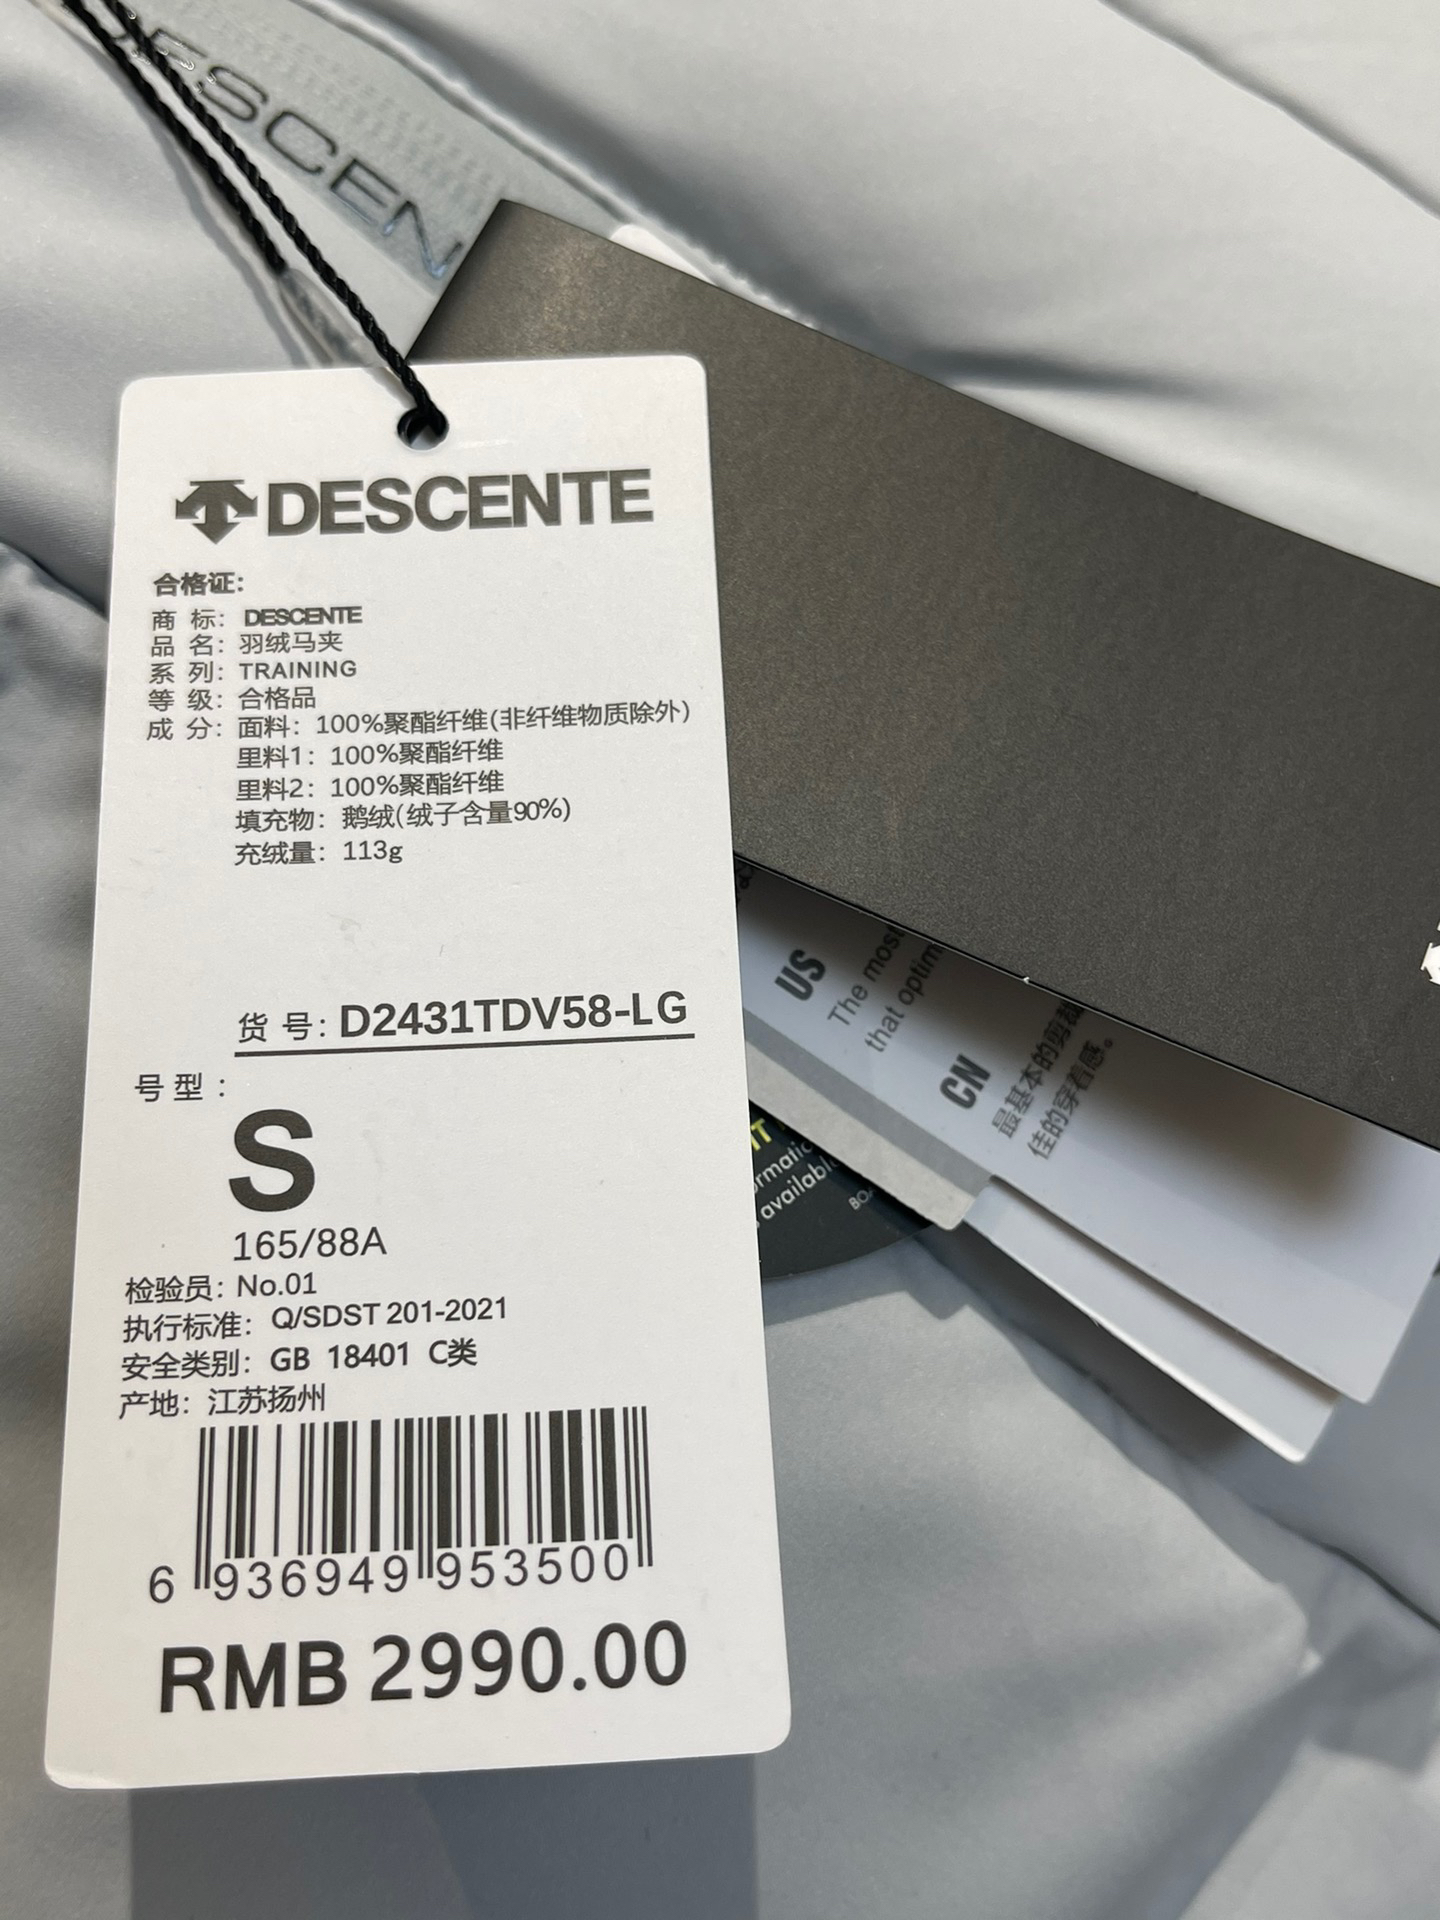 DESCEN
DESCENTE
合格证:
商 标: DESCENTE
品 名: 羽绒马夹
系 列: TRAINING
等 级: 合格品
成 分: 面料: 100%聚酯纤维(非纤维物质除外)
里料1: 100%聚酯纤维
里料2: 100%聚酯纤维
填充物: 鹅绒(绒子含量90%)
充绒量: 113g
货 号: D2431TDV58-LG
号型:
S
165/88A
检验员: No.01
执行标准: Q/SDST 201-2021
安全类别: GB 18401 C类
产地: 江苏扬州
6 936949 953500
RMB 2990.00
US
The most
that optim
CN
最基本的剪裁
佳的穿着感。
IT
ormatic
availabl
BO